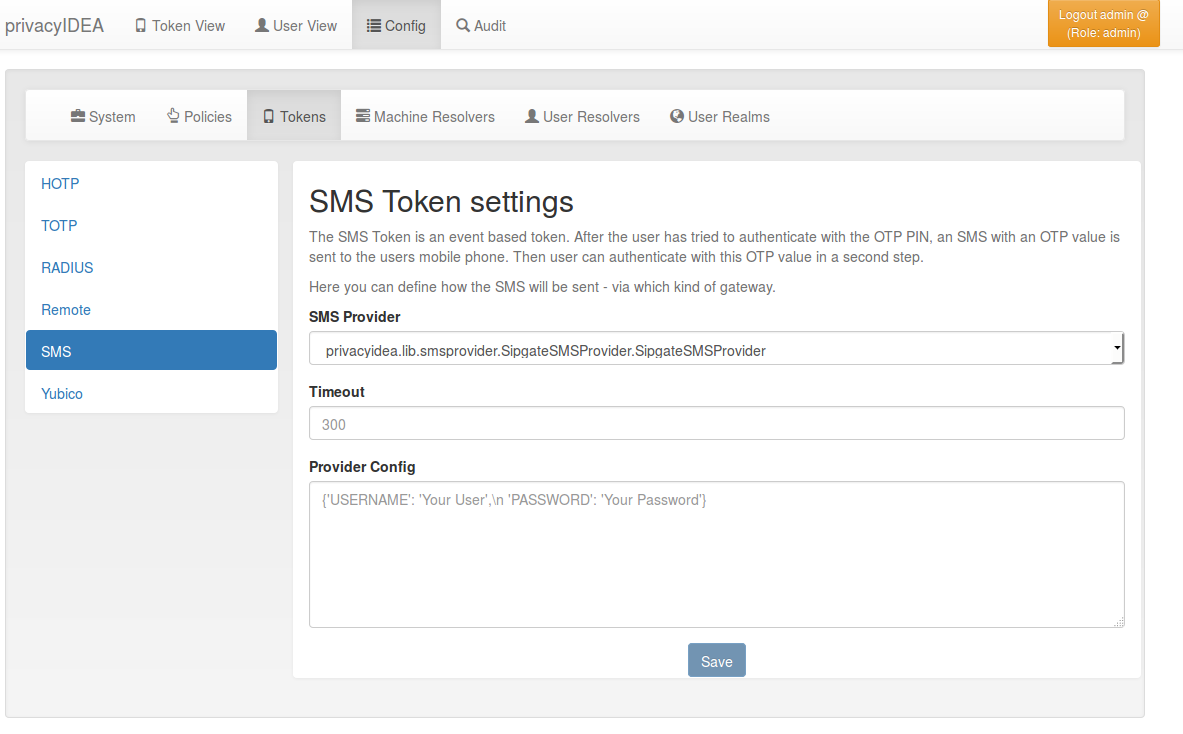 privacyIDEA Token View User View Config Audit Logout admin @
(Role: admin)
System Policies Tokens Machine Resolvers User Resolvers User Realms
HOTP
TOTP
RADIUS
Remote
SMS
Yubico
SMS Token settings
The SMS Token is an event based token. After the user has tried to authenticate with the OTP PIN, an SMS with an OTP value is
sent to the users mobile phone. Then user can authenticate with this OTP value in a second step.
Here you can define how the SMS will be sent - via which kind of gateway.
SMS Provider
privacyidea.lib.smsprovider.SipgateSMSProvider.SipgateSMSProvider
Timeout
300
Provider Config
{'USERNAME': 'Your User',\n 'PASSWORD': 'Your Password'}
Save